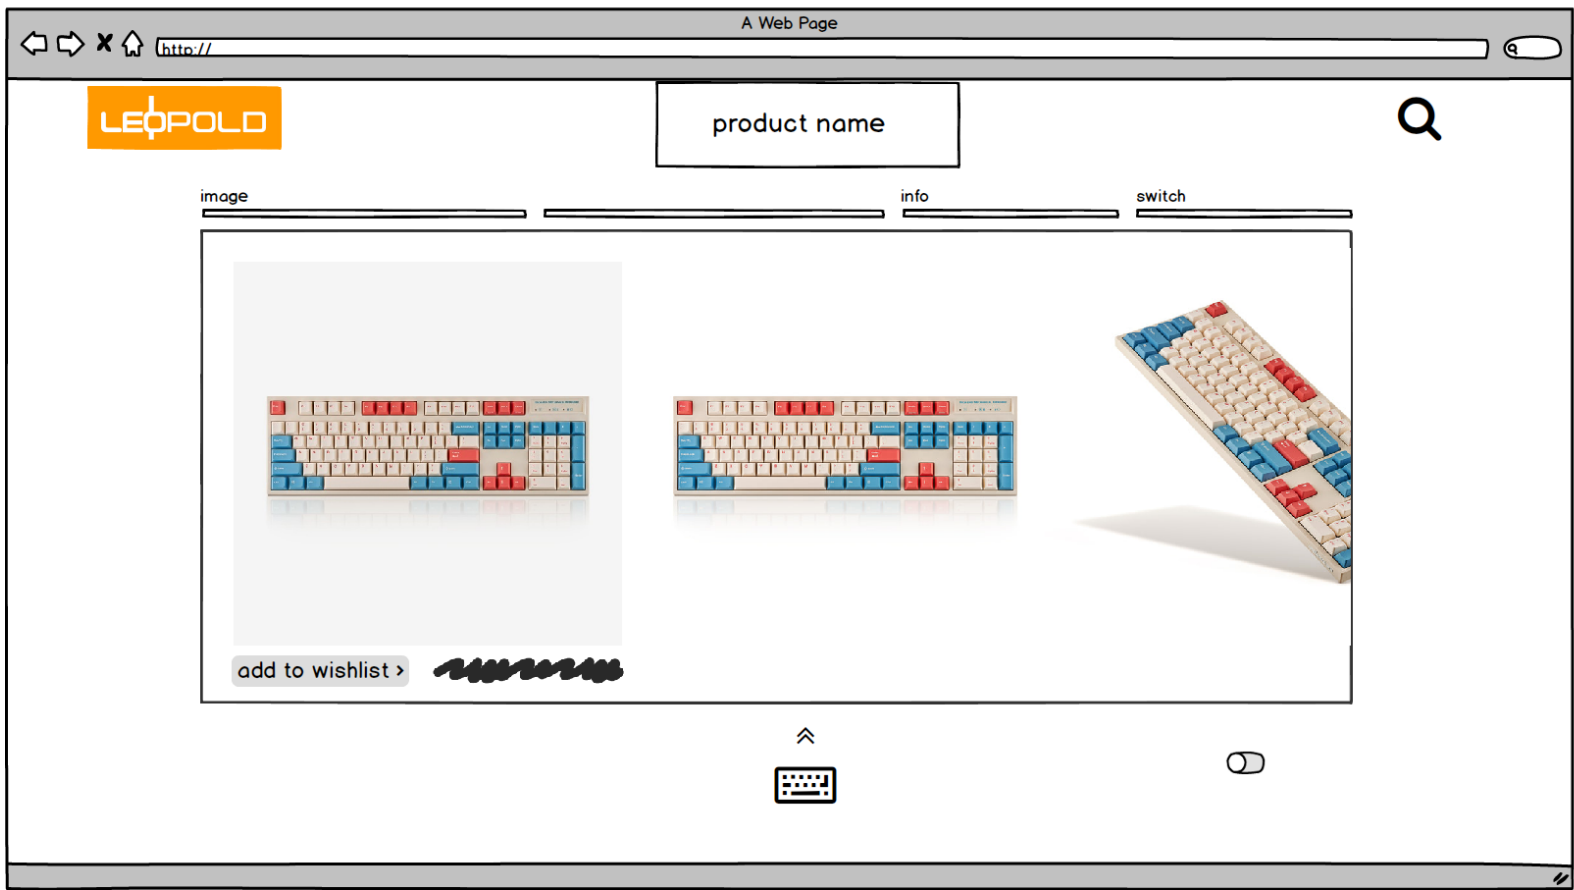 A Web Page
http://
LEOPOLD
product name
image
info
switch
add to wishlist >